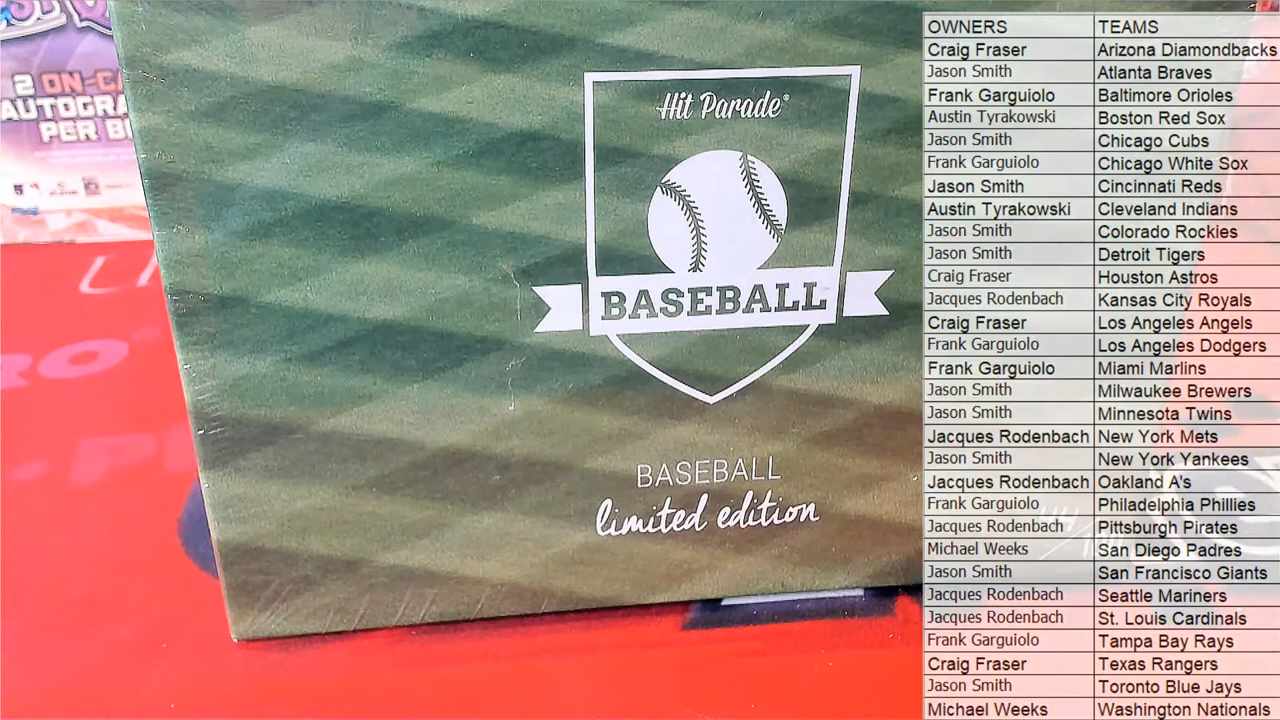 2 ON-CA
AUTOGRA
PER B
Hit Parade®
BASEBALL
BASEBALL
limited edition
OWNERS TEAMS
Craig Fraser Arizona Diamondbacks
Jason Smith Atlanta Braves
Frank Garguiolo Baltimore Orioles
Austin Tyrakowski Boston Red Sox
Jason Smith Chicago Cubs
Frank Garguiolo Chicago White Sox
Jason Smith Cincinnati Reds
Austin Tyrakowski Cleveland Indians
Jason Smith Colorado Rockies
Jason Smith Detroit Tigers
Craig Fraser Houston Astros
Jacques Rodenbach Kansas City Royals
Craig Fraser Los Angeles Angels
Frank Garguiolo Los Angeles Dodgers
Frank Garguiolo Miami Marlins
Jason Smith Milwaukee Brewers
Jason Smith Minnesota Twins
Jacques Rodenbach New York Mets
Jason Smith New York Yankees
Jacques Rodenbach Oakland A's
Frank Garguiolo Philadelphia Phillies
Jacques Rodenbach Pittsburgh Pirates
Michael Weeks San Diego Padres
Jason Smith San Francisco Giants
Jacques Rodenbach Seattle Mariners
Jacques Rodenbach St. Louis Cardinals
Frank Garguiolo Tampa Bay Rays
Craig Fraser Texas Rangers
Jason Smith Toronto Blue Jays
Michael Weeks Washington Nationals